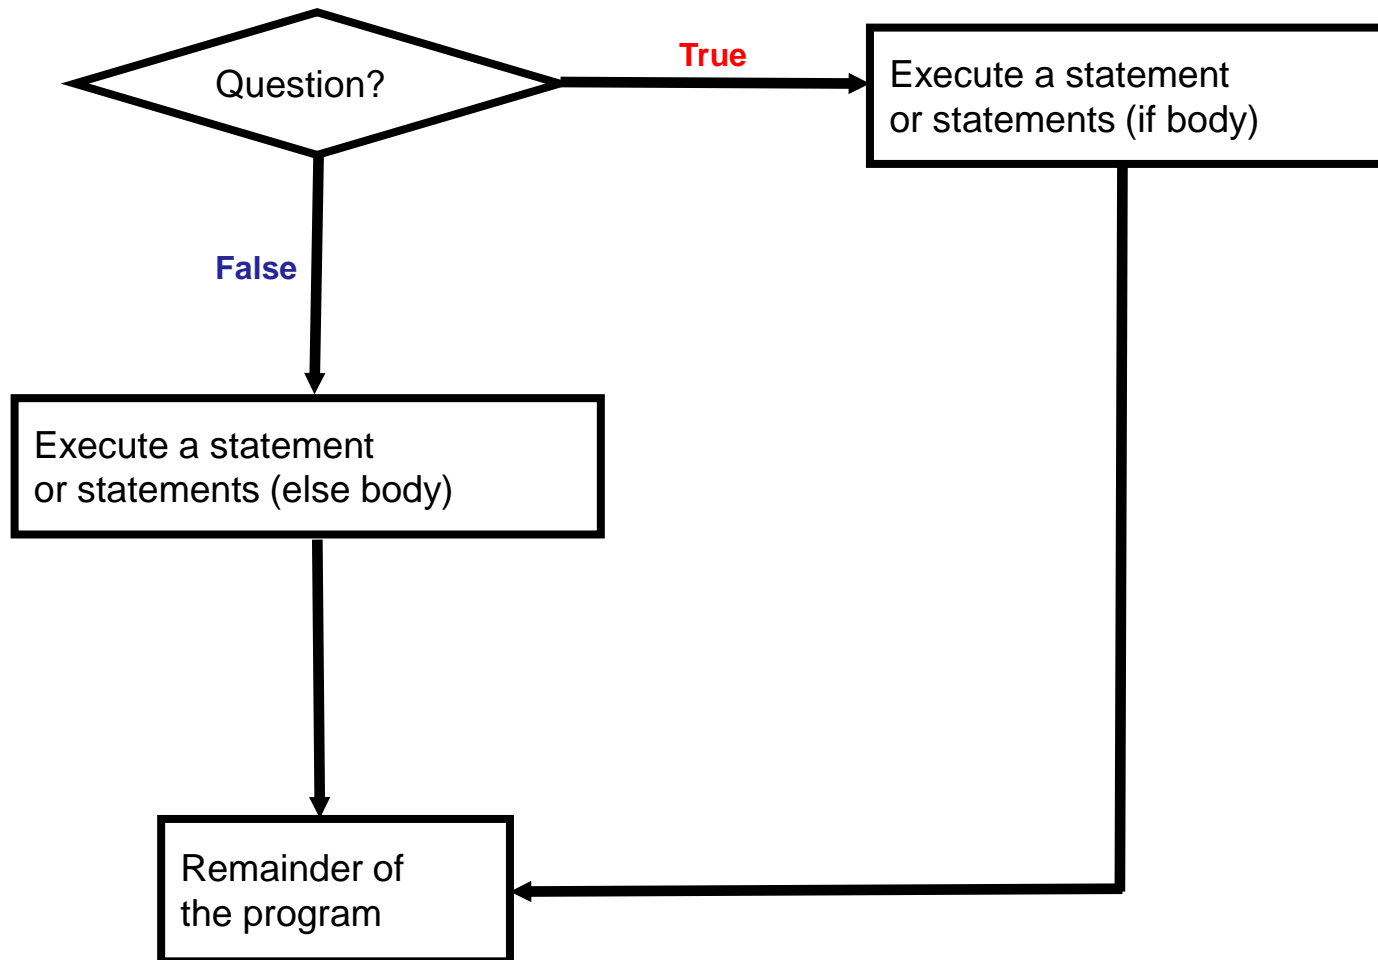 Question?
True
Execute a statement
or statements (if body)
False
Execute a statement
or statements (else body)
Remainder of
the program